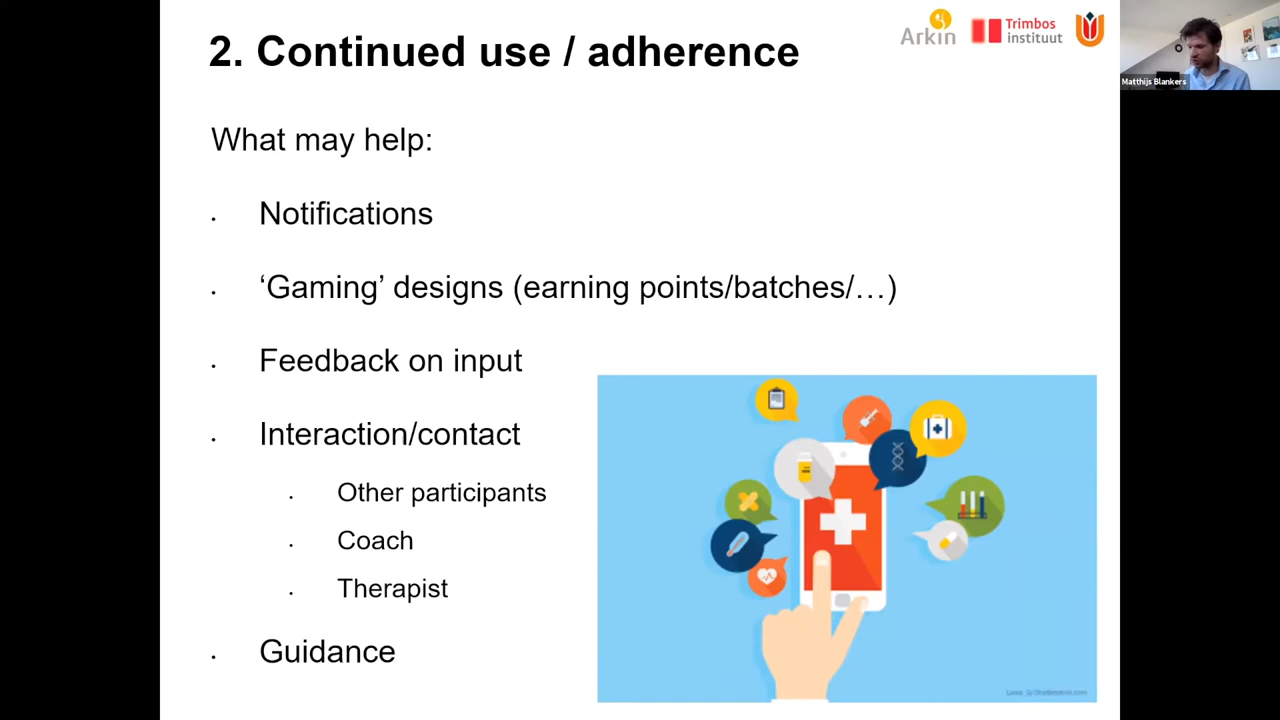 2. Continued use / adherence
Arkin
Trimbos
instituut
Matthijs Blankers
What may help:
• Notifications
• ‘Gaming’ designs (earning points/batches/…)
• Feedback on input
• Interaction/contact
• Other participants
• Coach
• Therapist
• Guidance